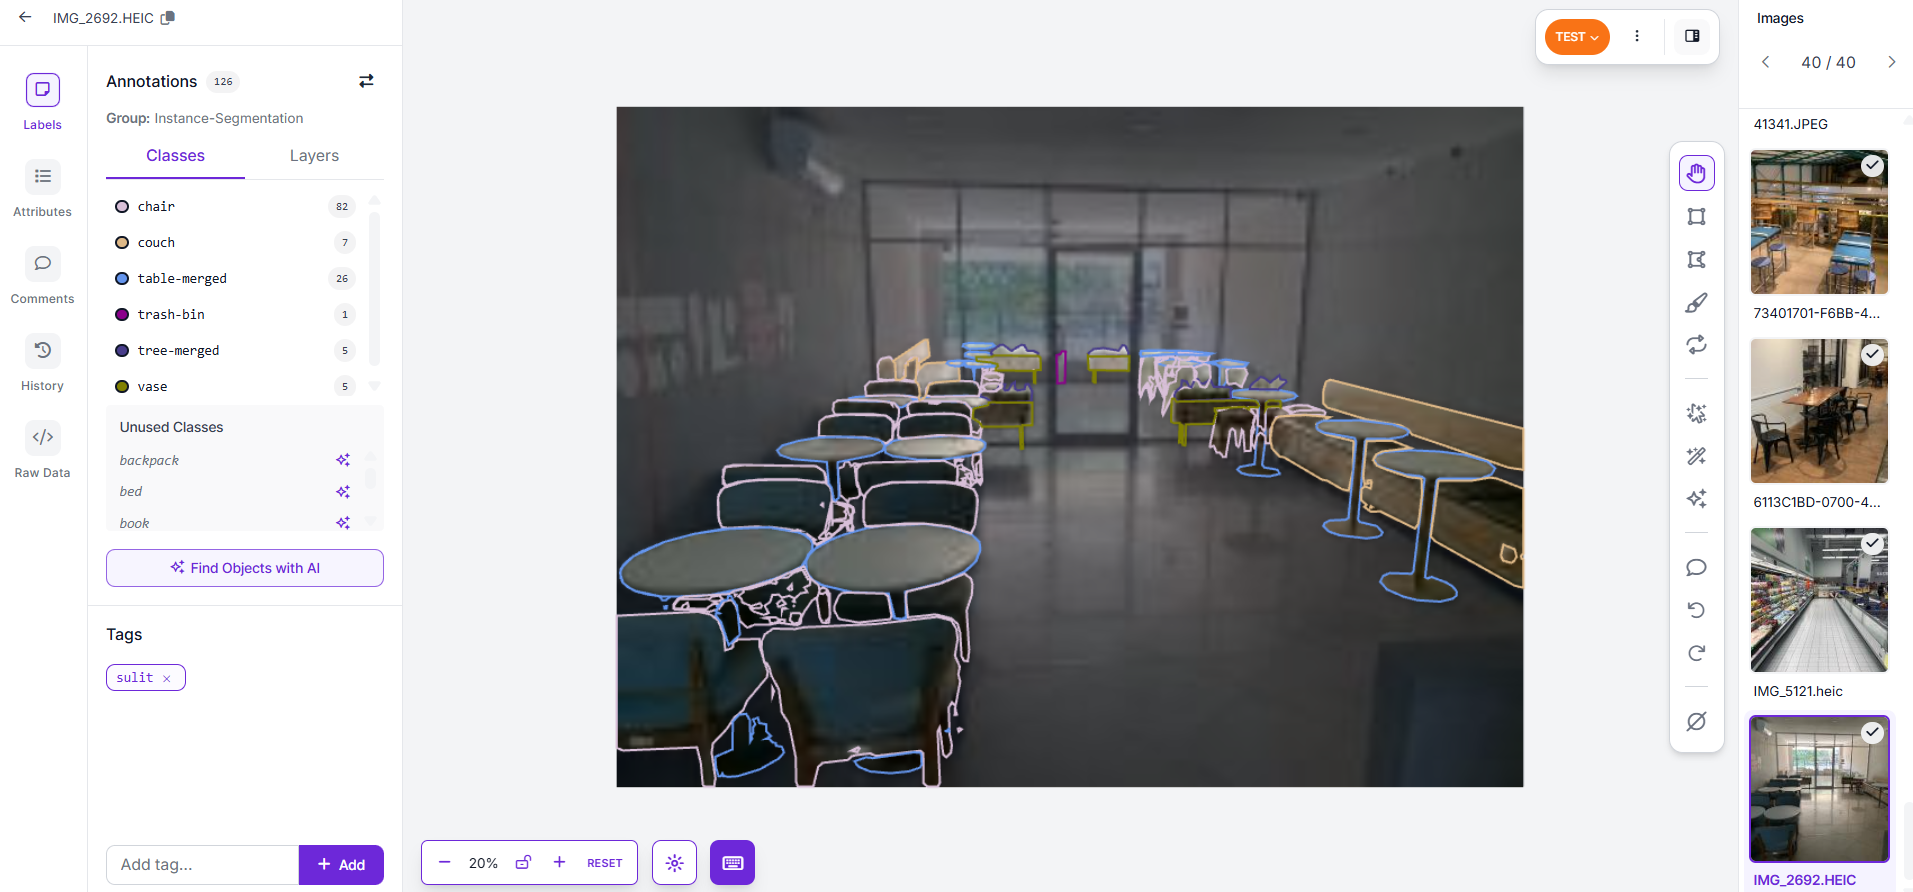 IMG_2692.HEIC
Labels
Attributes
Comments
History
Raw Data
Annotations 126
Group: Instance-Segmentation
Classes Layers
chair 82
couch 7
table-merged 26
trash-bin 1
tree-merged 5
vase 5
Unused Classes
backpack
bed
book
Find Objects with AI
Tags
sulit ×
Add tag...
+ Add
20%
RESET
TEST
Images
40 / 40
41341.JPEG
73401701-F6BB-4...
6113C1BD-0700-4...
IMG_5121.heic
IMG_2692.HEIC